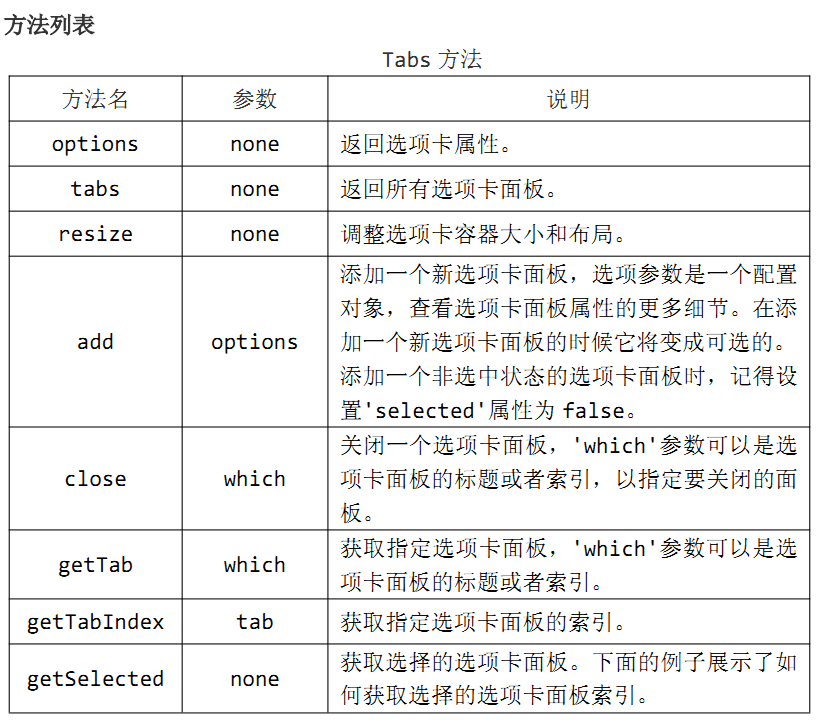 方法列表
Tabs 方法
方法名 参数 说明
options none 返回选项卡属性。
tabs none 返回所有选项卡面板。
resize none 调整选项卡容器大小和布局。
add options 添加一个新选项卡面板，选项参数是一个配置
对象，查看选项卡面板属性的更多细节。在添
加一个新选项卡面板的时候它将变成可选的。
添加一个非选中状态的选项卡面板时，记得设
置'selected'属性为 false。
close which 关闭一个选项卡面板，'which'参数可以是选
项卡面板的标题或者索引，以指定要关闭的面
板。
getTab which 获取指定选项卡面板，'which'参数可以是选
项卡面板的标题或者索引。
getTabIndex tab 获取指定选项卡面板的索引。
getSelected none 获取选择的选项卡面板。下面的例子展示了如
何获取选择的选项卡面板索引。